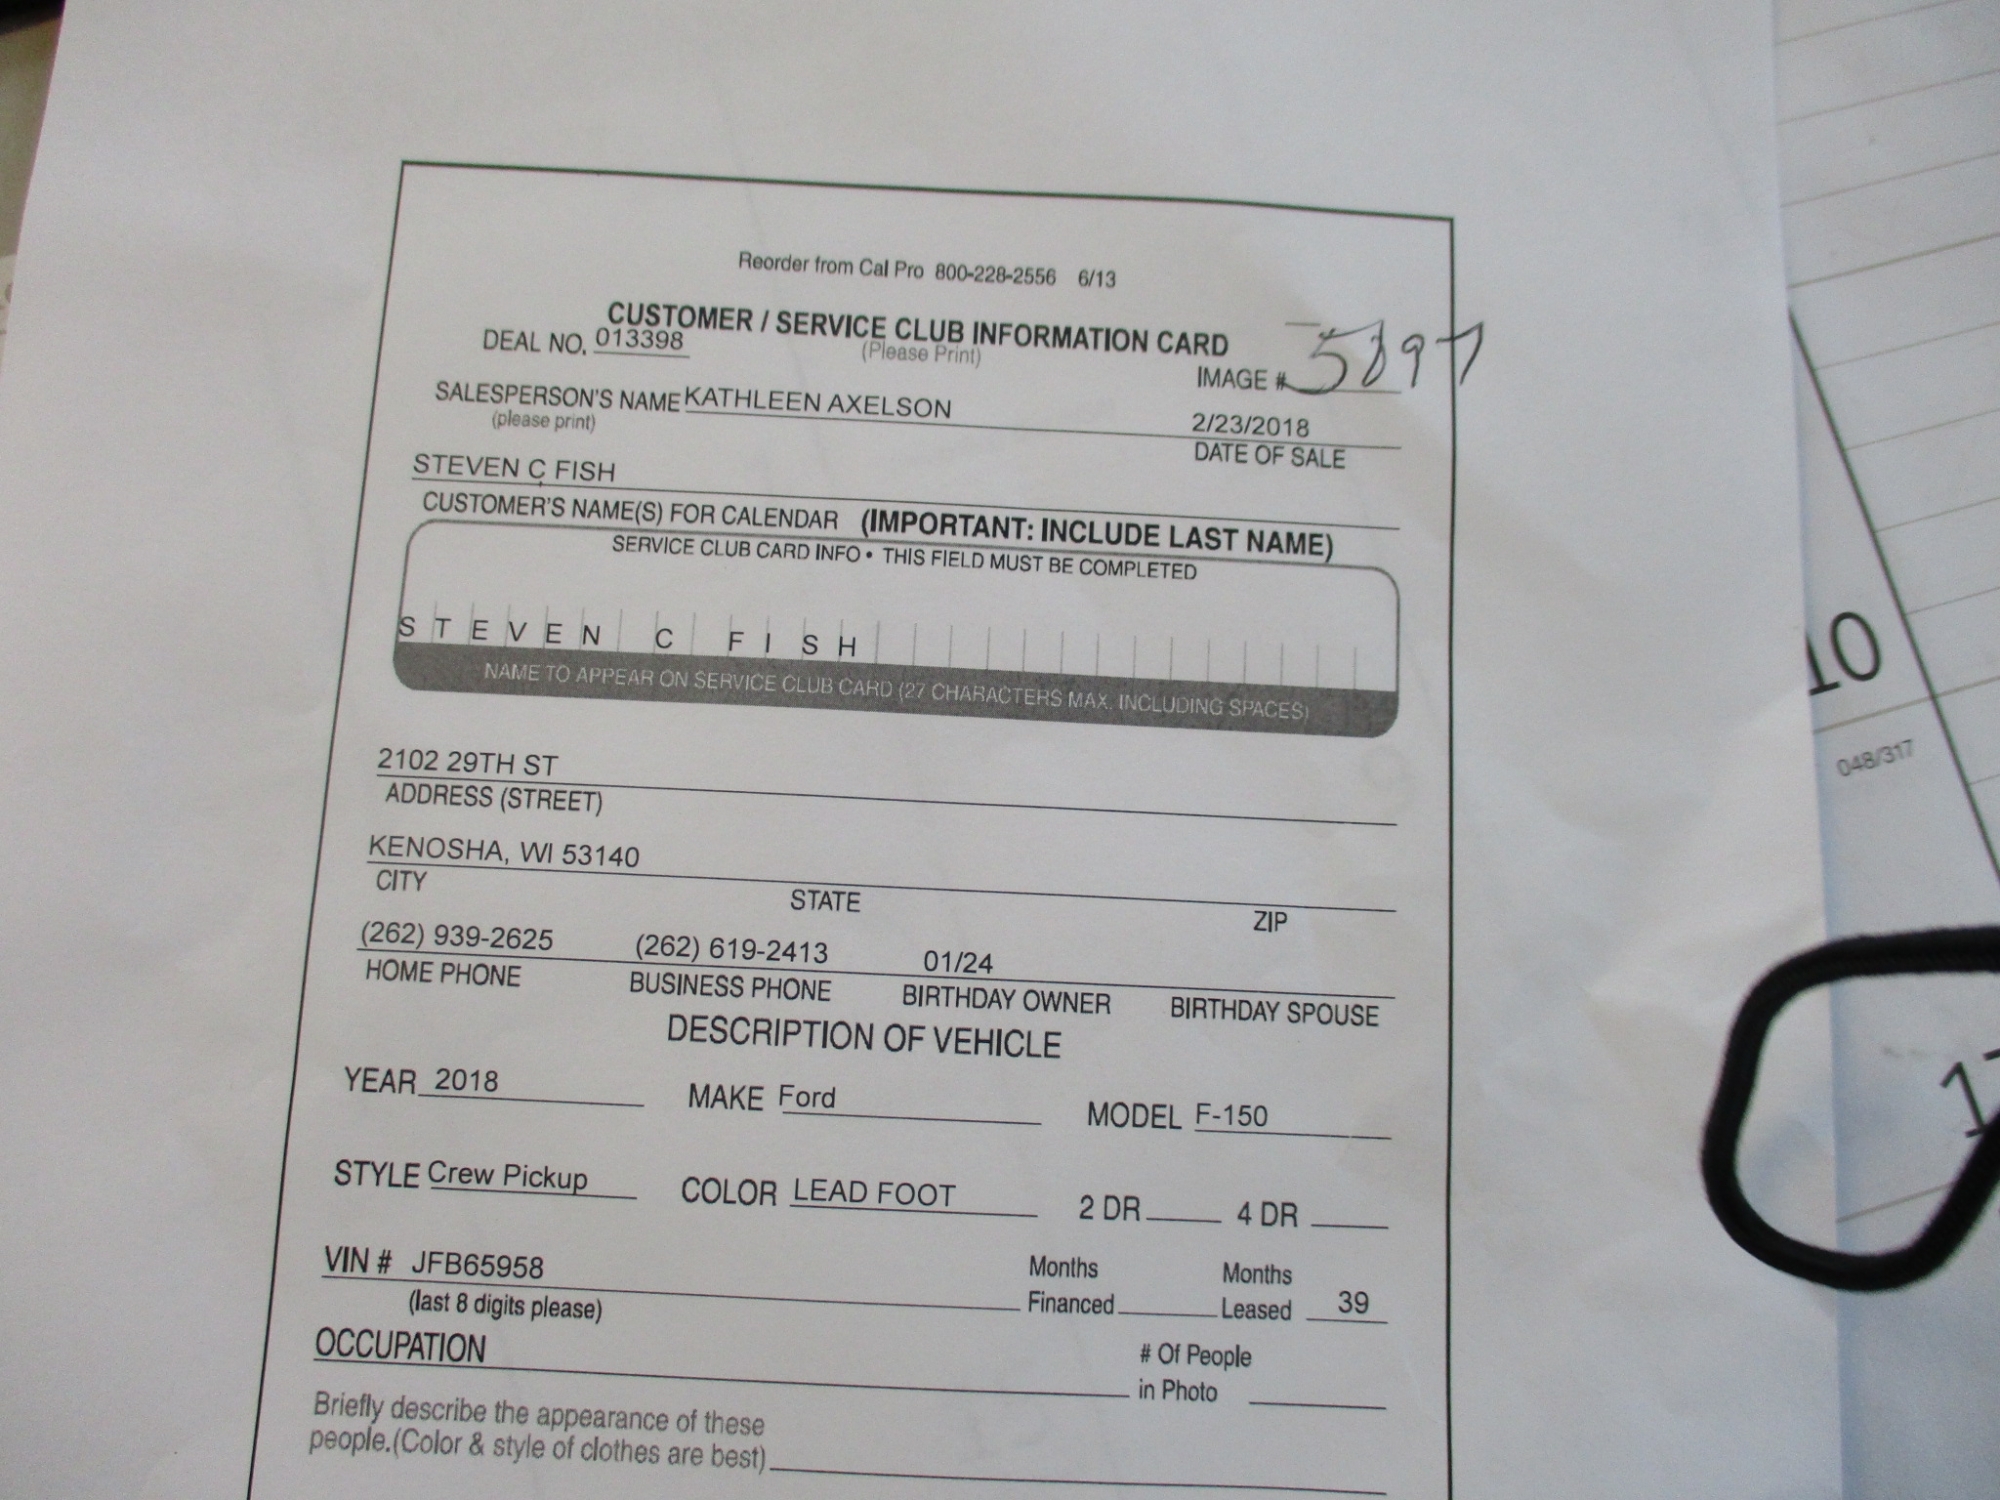 Reorder from Cal Pro 800-228-2556 6/13
CUSTOMER / SERVICE CLUB INFORMATION CARD
(Please Print)
DEAL NO. 013398
IMAGE # 5897
SALESPERSON'S NAME KATHLEEN AXELSON
(please print)
2/23/2018
DATE OF SALE
STEVEN C FISH
CUSTOMER'S NAME(S) FOR CALENDAR (IMPORTANT: INCLUDE LAST NAME)
SERVICE CLUB CARD INFO • THIS FIELD MUST BE COMPLETED
STEVEN C FISH
NAME TO APPEAR ON SERVICE CLUB CARD (27 CHARACTERS MAX. INCLUDING SPACES)
2102 29TH ST
ADDRESS (STREET)
KENOSHA, WI 53140
CITY STATE ZIP
(262) 939-2625 (262) 619-2413 01/24
HOME PHONE BUSINESS PHONE BIRTHDAY OWNER BIRTHDAY SPOUSE
DESCRIPTION OF VEHICLE
YEAR 2018 MAKE Ford MODEL F-150
STYLE Crew Pickup COLOR LEAD FOOT 2 DR 4 DR
VIN # JFB65958
(last 8 digits please)
Months Financed
Months Leased 39
OCCUPATION
# Of People
in Photo
Briefly describe the appearance of these
people.(Color & style of clothes are best)
10
048/317